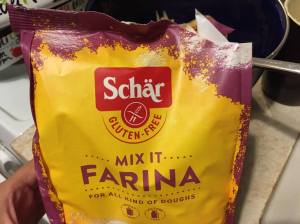 Schär
GLUTEN-FREE
MIX IT
FARINA
FOR ALL KIND OF DOUGHS